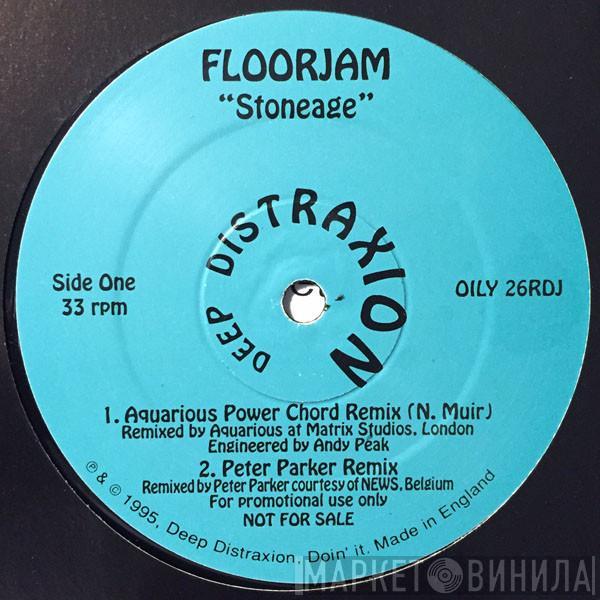 FLOORJAM
“Stoneage”
DEEP DiSTRAXION
Side One
33 rpm
OILY 26RDJ
1. Aquarious Power Chord Remix (N. Muir)
Remixed by Aquarious at Matrix Studios, London
Engineered by Andy Peak
2. Peter Parker Remix
Remixed by Peter Parker courtesy of NEWS, Belgium
For promotional use only
NOT FOR SALE
℗ & © 1995, Deep Distraxion, Doin' it. Made in England
МАРКЕТ ВИНИЛА